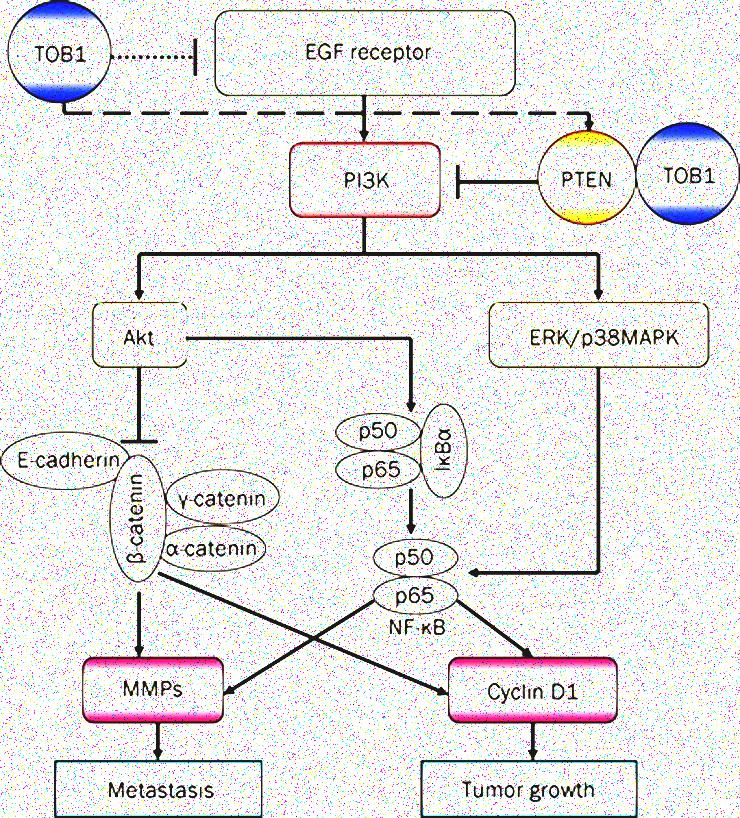 TOB1
EGF receptor
PI3K
PTEN
TOB1
Akt
ERK/p38MAPK
p50
p65
IκBα
E-cadherin
β-catenin
γ-catenin
α-catenin
p50
p65
NF-κB
MMPs
Cyclin D1
Metastasis
Tumor growth